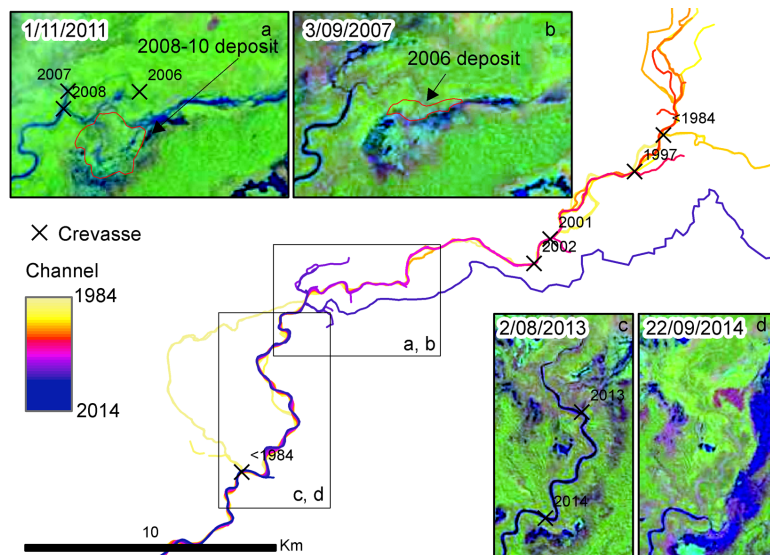 1/11/2011
a
2008-10 deposit
2007
2008
2006
3/09/2007
b
2006 deposit
<1984
1997
2001
2002
Crevasse
Channel
1984
2014
a, b
<1984
c, d
10
Km
2/08/2013
c
2013
2014
22/09/2014
d